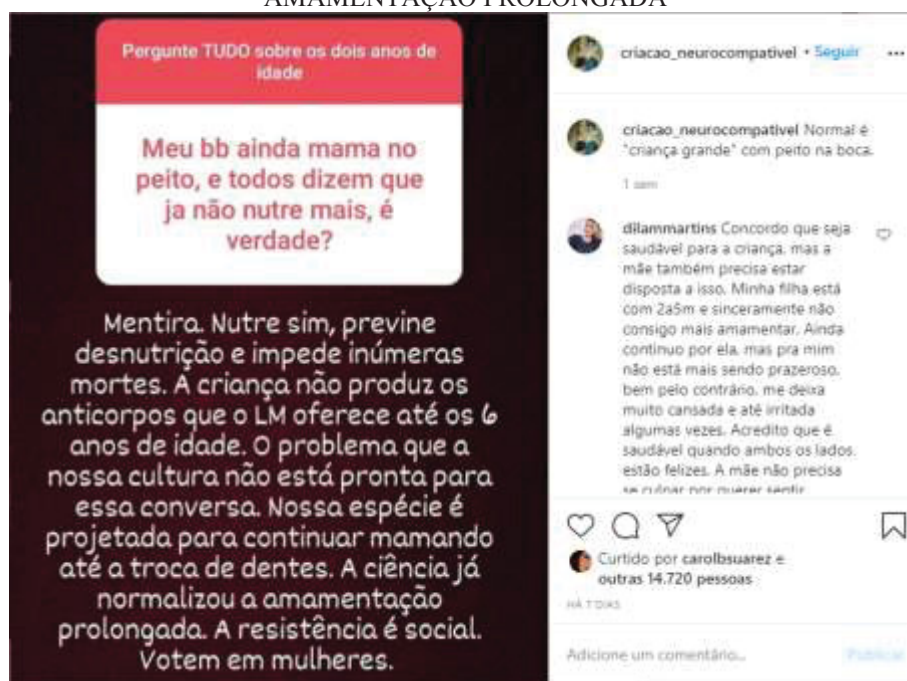 AMAMENTAÇÃO PROLONGADA
Pergunte TUDO sobre os dois anos de
idade
Meu bb ainda mama no
peito, e todos dizem que
ja não nutre mais, é
verdade?
Mentira. Nutre sim, previne
desnutrição e impede inúmeras
mortes. A criança não produz os
anticorpos que o LM oferece até os 6
anos de idade. O problema que a
nossa cultura não está pronta para
essa conversa. Nossa espécie é
projetada para continuar mamando
até a troca de dentes. A ciência já
normalizou a amamentação
prolongada. A resistência é social.
Votem em mulheres.
criacao_neurocompativel • Seguir
criacao_neurocompativel Normal é
"criança grande" com peito na boca.
1 sem
dilammartins Concordo que seja
saudável para a criança, mas a
mãe também precisa estar
disposta a isso. Minha filha está
com 2a5m e sinceramente não
consigo mais amamentar. Ainda
continuo por ela, mas pra mim
não está mais sendo prazeroso,
bem pelo contrário, me deixa
muito cansada e até irritada
algumas vezes. Acredito que é
saudável quando ambos os lados
estão felizes. A mãe não precisa
se culpar por querer sentir
Curtido por carolbsuarez e
outras 14.720 pessoas
HÁ 7 DIAS
Adicione um comentário...
Publicar